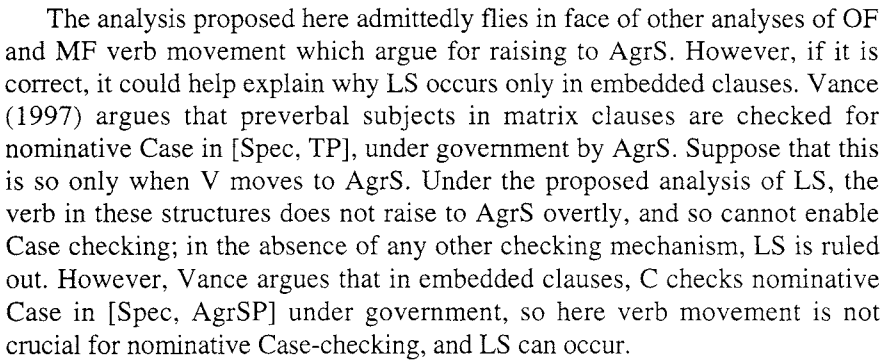 The analysis proposed here admittedly flies in face of other analyses of OF
and MF verb movement which argue for raising to AgrS. However, if it is
correct, it could help explain why LS occurs only in embedded clauses. Vance
(1997) argues that preverbal subjects in matrix clauses are checked for
nominative Case in [Spec, TP], under government by AgrS. Suppose that this
is so only when V moves to AgrS. Under the proposed analysis of LS, the
verb in these structures does not raise to AgrS overtly, and so cannot enable
Case checking; in the absence of any other checking mechanism, LS is ruled
out. However, Vance argues that in embedded clauses, C checks nominative
Case in [Spec, AgrSP] under government, so here verb movement is not
crucial for nominative Case-checking, and LS can occur.